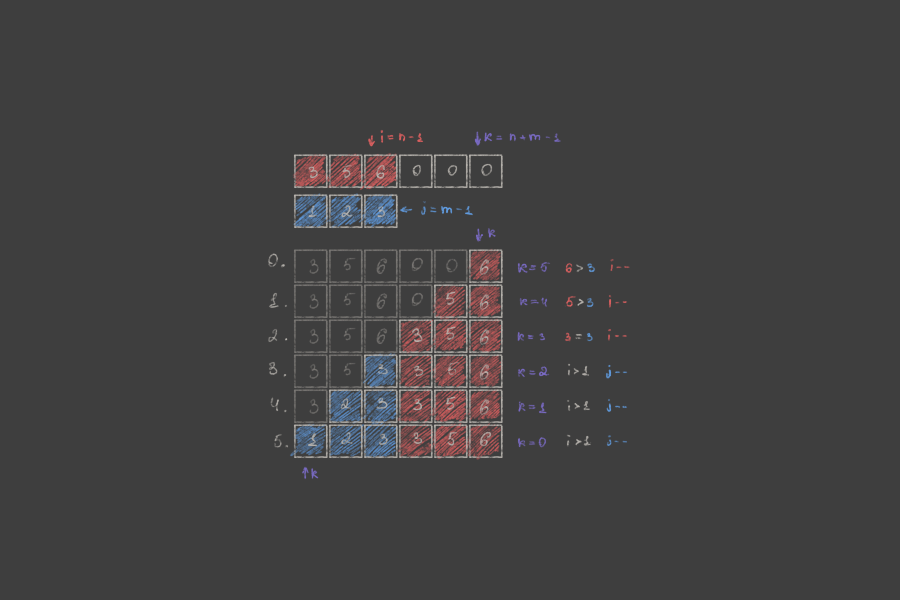 i = n - 1 k = n + m - 1
3 5 6 0 0 0
1 2 3 ← j = m - 1
k
0. 3 5 6 0 0 6 k = 5 6 > 3 i--
1. 3 5 6 0 5 6 k = 4 5 > 3 i--
2. 3 5 6 3 5 6 k = 3 3 = 3 i--
3. 3 5 3 3 5 6 k = 2 i > 1 j--
4. 3 2 3 3 5 6 k = 1 i > 1 j--
5. 1 2 3 3 5 6 k = 0 i > 1 j--
k